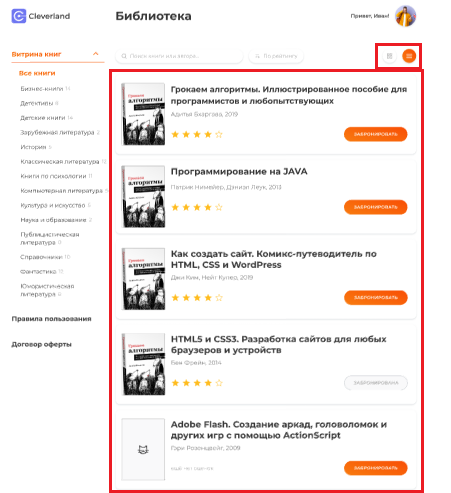 Cleverland
Библиотека
Привет, Иван!
Витрина книг
Поиск книги или автора…
По рейтингу
Все книги
Бизнес-книги 14
Детективы 8
Детские книги 14
Зарубежная литература 2
История 5
Классическая литература 12
Книги по психологии 11
Компьютерная литература
Культура и искусство 5
Наука и образование 2
Публицистическая
литература 0
Справочники 10
Фантастика 12
Юмористическая
литература 8
Правила пользования
Договор оферты
Грокаем
алгоритмы
Грокаем алгоритмы. Иллюстрированное пособие для
программистов и любопытствующих
Адитья Бхаргава, 2019
ЗАБРОНИРОВАТЬ
Грокаем
алгоритмы
Программирование на JAVA
Патрик Нимейер, Дэниэл Леук, 2013
ЗАБРОНИРОВАТЬ
Грокаем
алгоритмы
Как создать сайт. Комикс-путеводитель по
HTML, CSS и WordPress
Джи Ким, Нейт Купер, 2019
ЗАБРОНИРОВАТЬ
Грокаем
алгоритмы
HTML5 и CSS3. Разработка сайтов для любых
браузеров и устройств
Бен Фрейн, 2014
ЗАБРОНИРОВАНА
Adobe Flash. Создание аркад, головоломок и
других игр с помощью ActionScript
Гэри Розенцвейг, 2009
ещё нет оценок
ЗАБРОНИРОВАТЬ